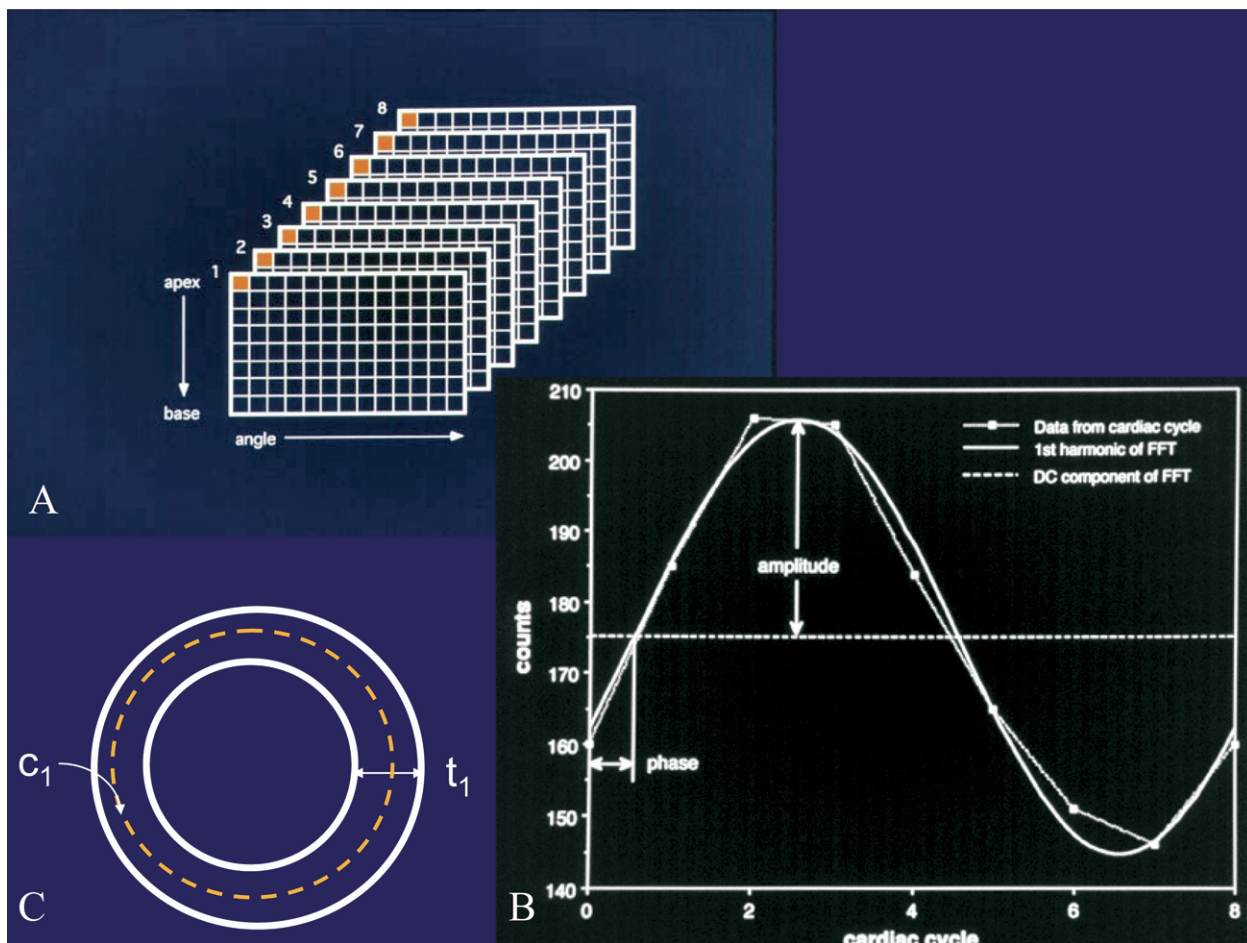 8
7
6
5
4
3
2
1
apex
base
angle
A
210
200
190
180
170
160
150
140
counts
Data from cardiac cycle
1st harmonic of FFT
DC component of FFT
amplitude
phase
0
2
4
6
8
cardiac cycle
B
c1
t1
C